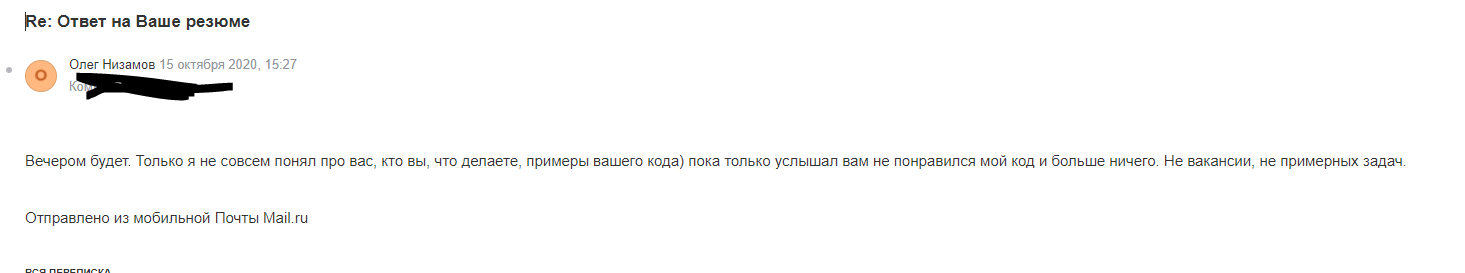 Re: Ответ на Ваше резюме
О
Олег Низамов 15 октября 2020, 15:27
Вечером будет. Только я не совсем понял про вас, кто вы, что делаете, примеры вашего кода) пока только услышал вам не понравился мой код и больше ничего. Не вакансии, не примерных задач.
Отправлено из мобильной Почты Mail.ru
ВСЯ ПЕРЕПИСКА